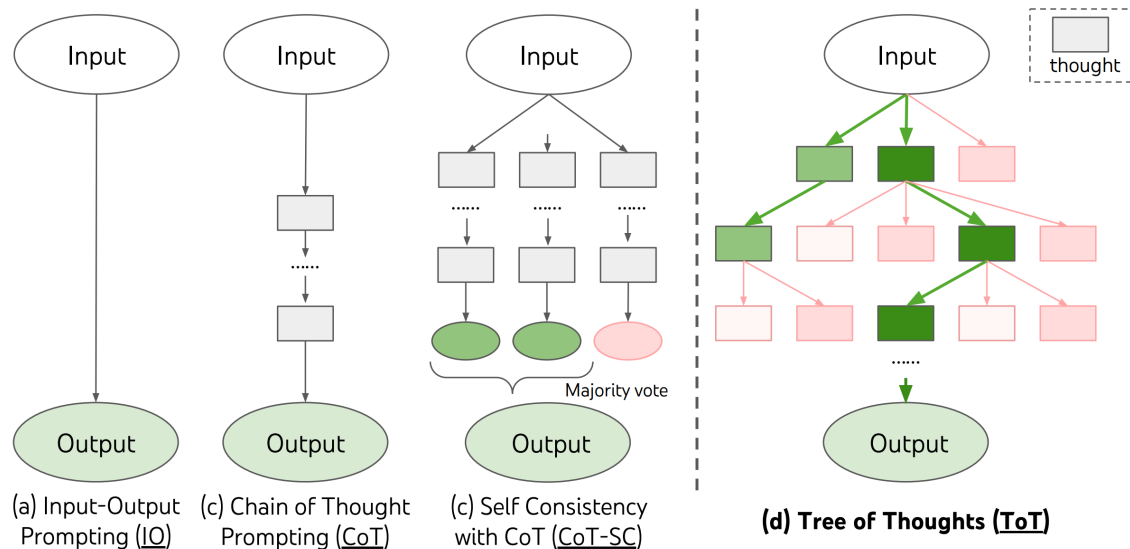 Input
Input
Input
Input
thought
......
......
......
......
......
Majority vote
Output
Output
Output
Output
(a) Input-Output
Prompting (IO)
(c) Chain of Thought
Prompting (CoT)
(c) Self Consistency
with CoT (CoT-SC)
(d) Tree of Thoughts (ToT)